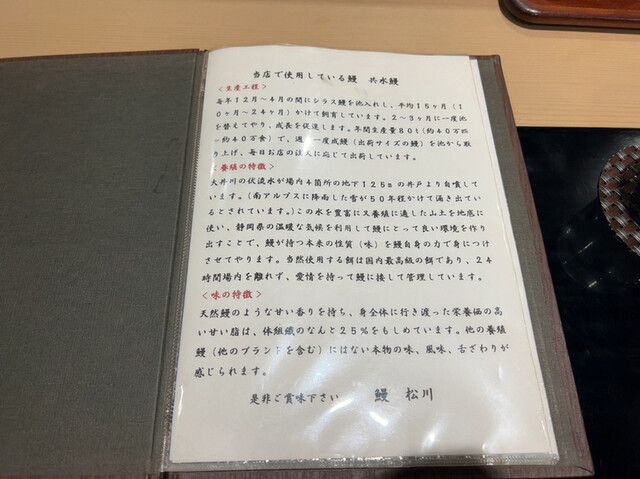 当店で使用している鰻　共水鰻
＜生産工程＞
毎年１２月〜４月の間にシラス鰻を池入れし、平均１５ヶ月（１
０ヶ月〜２４ヶ月）かけて飼育しています。２〜３ヶ月に一度池
を替えてやり、成長を促進します。年間生産量８０ｔ（約４０万
＝約４０万食）で、週　一度成鰻（出荷サイズの鰻）を池から取
り上げ、毎日お店の注文に応じて出荷しています。
＜養殖の特徴＞
大井川の伏流水が場内４箇所の地下１２５ｍの井戸より自噴して
います。（南アルプスに降雨した雪が５０年程かけて湧き出てい
るとされています。）この水を豊富に又養殖に適した山土を地底に
使い、静岡県の温暖な気候を利用して鰻にとって良い環境を作り
出すことで、鰻が持つ本来の性質（味）を鰻自身の力で身につけ
させてやります。当然使用する餌は国内最高級の餌であり、２４
時間場内を離れず、愛情を持って鰻に接して管理しています。
＜味の特徴＞
天然鰻のような甘い香りを持ち、身全体に行き渡った栄養価の高
い甘い脂は、体組織のなんと２５％をもしめています。他の養殖
鰻（他のブランドを含む）にはない本物の味、風味、舌ざわりが
感じられます。
是非ご賞味下さい　鰻　松川